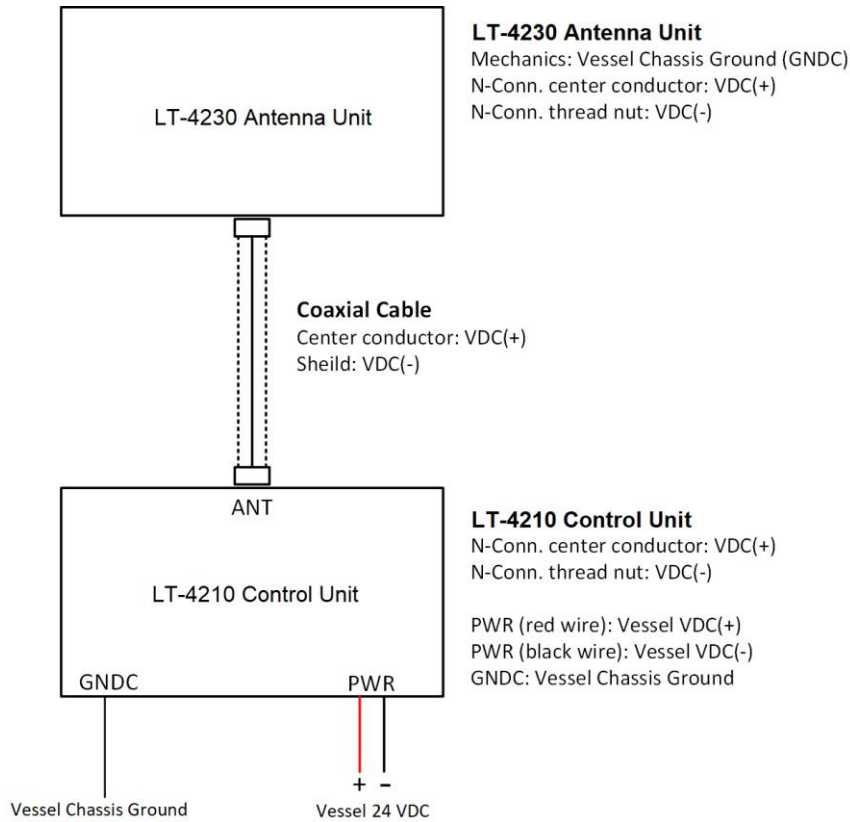 LT-4230 Antenna Unit
Mechanics: Vessel Chassis Ground (GNDC)
N-Conn. center conductor: VDC(+)
N-Conn. thread nut: VDC(-)
LT-4230 Antenna Unit
Coaxial Cable
Center conductor: VDC(+)
Sheild: VDC(-)
ANT
LT-4210 Control Unit
GNDC
PWR
LT-4210 Control Unit
N-Conn. center conductor: VDC(+)
N-Conn. thread nut: VDC(-)
PWR (red wire): Vessel VDC(+)
PWR (black wire): Vessel VDC(-)
GNDC: Vessel Chassis Ground
+ –
Vessel Chassis Ground
Vessel 24 VDC